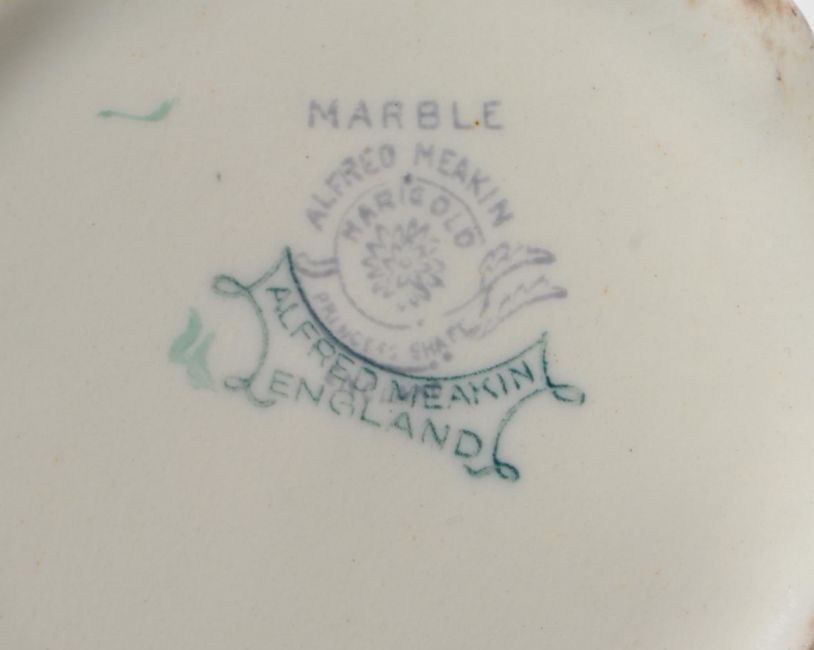 MARBLE
ALFRED MEAKIN
MARIGOLD
PRINCESS SHAPE
ALFRED MEAKIN
ENGLAND